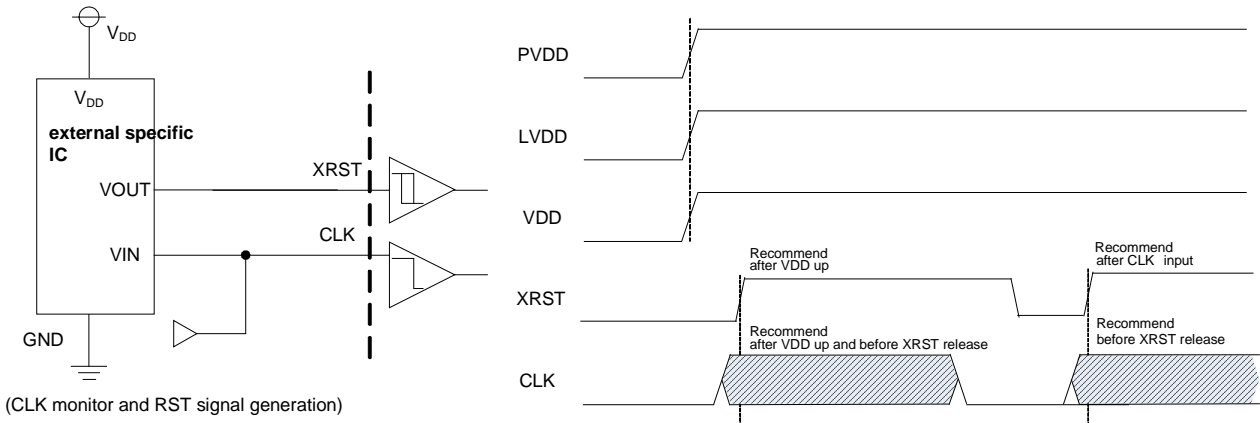 VDD
VDD
external specific
IC
VOUT
VIN
GND
XRST
CLK
(CLK monitor and RST signal generation)
PVDD
LVDD
VDD
XRST
Recommend
after VDD up
Recommend
after CLK input
CLK
Recommend
after VDD up and before XRST release
Recommend
before XRST release